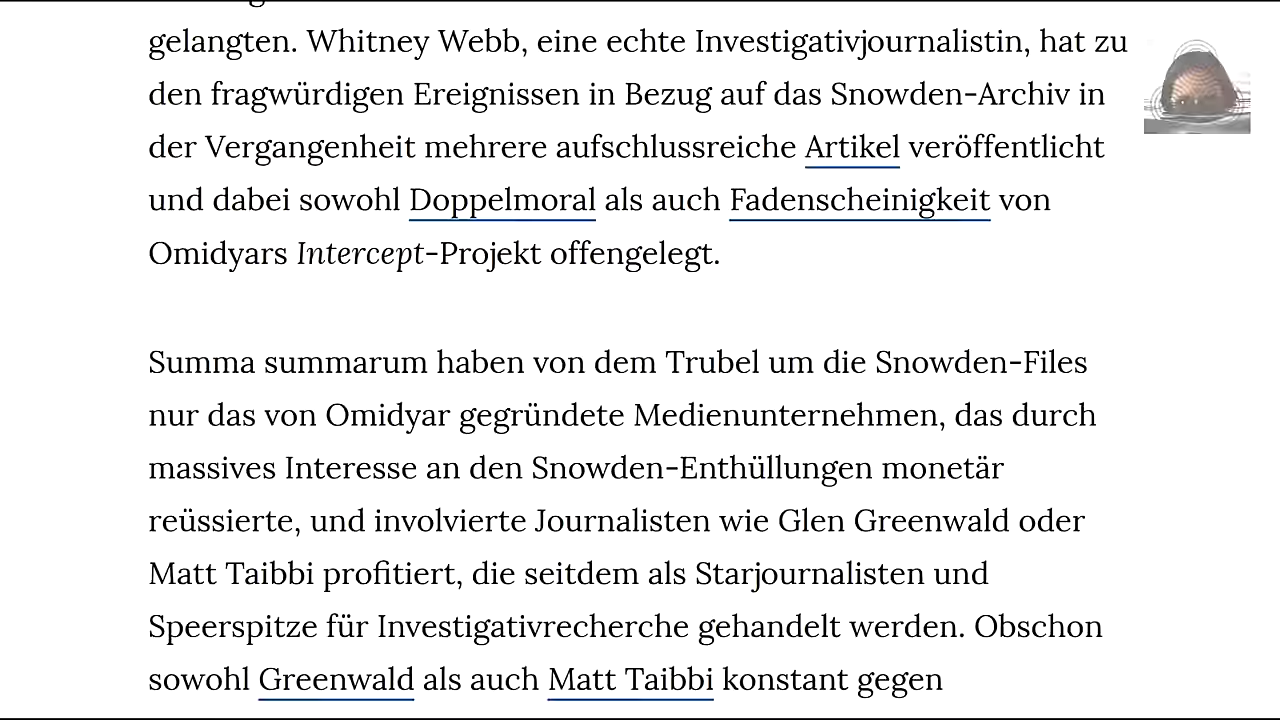 gelangten. Whitney Webb, eine echte Investigativjournalistin, hat zu
den fragwürdigen Ereignissen in Bezug auf das Snowden-Archiv in
der Vergangenheit mehrere aufschlussreiche Artikel veröffentlicht
und dabei sowohl Doppelmoral als auch Fadenscheinigkeit von
Omidyars Intercept-Projekt offengelegt.
Summa summarum haben von dem Trubel um die Snowden-Files
nur das von Omidyar gegründete Medienunternehmen, das durch
massives Interesse an den Snowden-Enthüllungen monetär
reüssierte, und involvierte Journalisten wie Glen Greenwald oder
Matt Taibbi profitiert, die seitdem als Starjournalisten und
Speerspitze für Investigativrecherche gehandelt werden. Obschon
sowohl Greenwald als auch Matt Taibbi konstant gegen